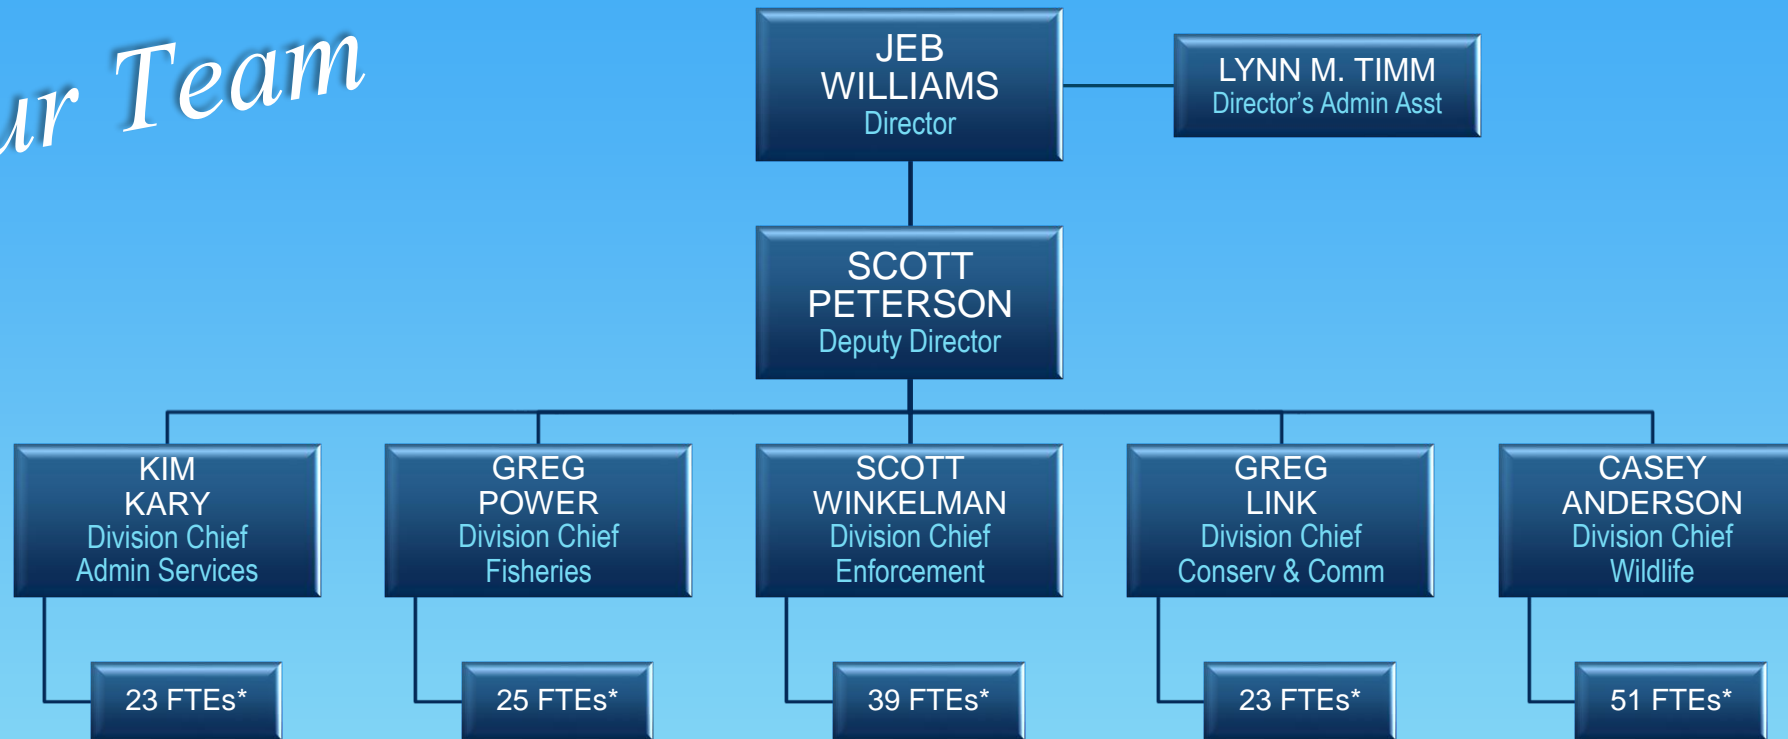 ur Team
JEB
WILLIAMS
Director
LYNN M. TIMM
Director's Admin Asst
SCOTT
PETERSON
Deputy Director
KIM
KARY
Division Chief
Admin Services
GREG
POWER
Division Chief
Fisheries
SCOTT
WINKELMAN
Division Chief
Enforcement
GREG
LINK
Division Chief
Conserv & Comm
CASEY
ANDERSON
Division Chief
Wildlife
23 FTEs*
25 FTEs*
39 FTEs*
23 FTEs*
51 FTEs*